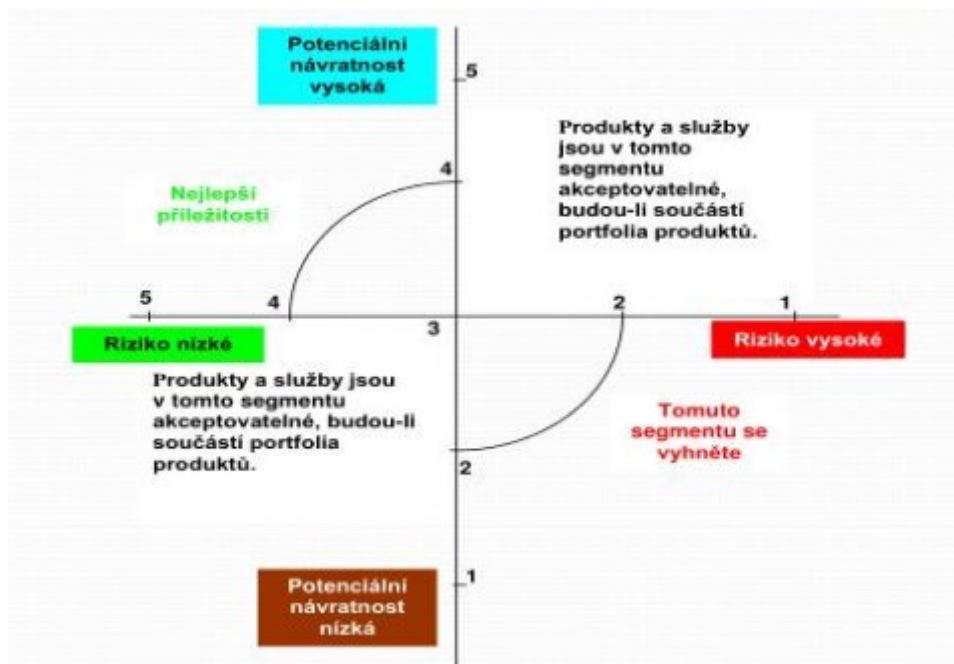 Potenciální
návratnost
vysoká
5
Produkty a služby
jsou v tomto
segmentu
akceptovatelné,
budou-li součástí
portfolia produktů.
4
Nejlepší
příležitosti
5
4
3
2
1
Riziko nízké
Riziko vysoké
Produkty a služby jsou
v tomto segmentu
akceptovatelné, budou-li
součástí portfolia
produktů.
Tomuto
segmentu se
vyhněte
2
1
Potenciální
návratnost
nízká